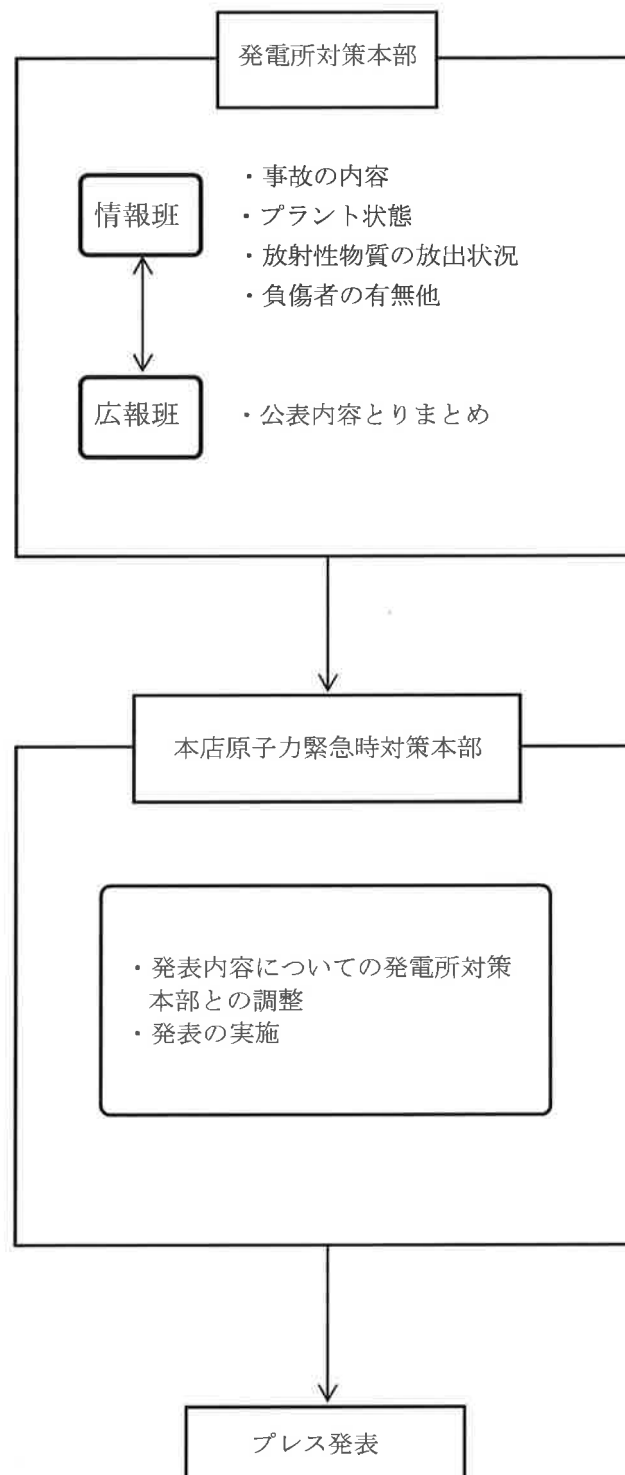 発電所対策本部
情報班
・事故の内容
・プラント状態
・放射性物質の放出状況
・負傷者の有無他
広報班
・公表内容とりまとめ
本店原子力緊急時対策本部
・発表内容についての発電所対策
本部との調整
・発表の実施
プレス発表